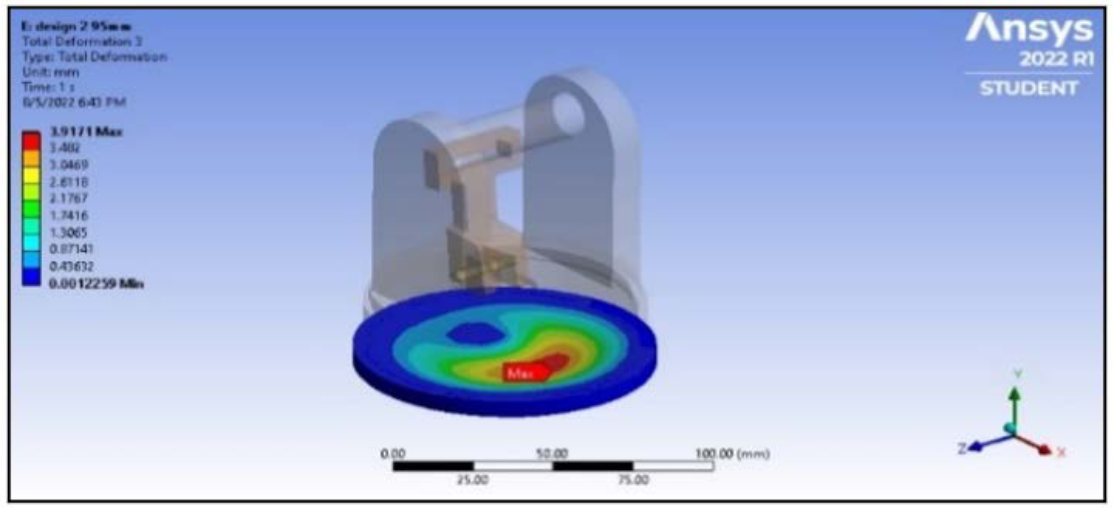 E: design 2 95mm
Total Deformation 3
Type: Total Deformation
Unit: mm
Time: 1 s
8/5/2022 6:43 PM
3.9171 Max
3.482
3.0469
2.6118
2.1767
1.7416
1.3065
0.87141
0.43632
0.0012259 Min
Ansys
2022 R1
STUDENT
Max
0.00 50.00 100.00 (mm)
25.00 75.00
Y
Z X